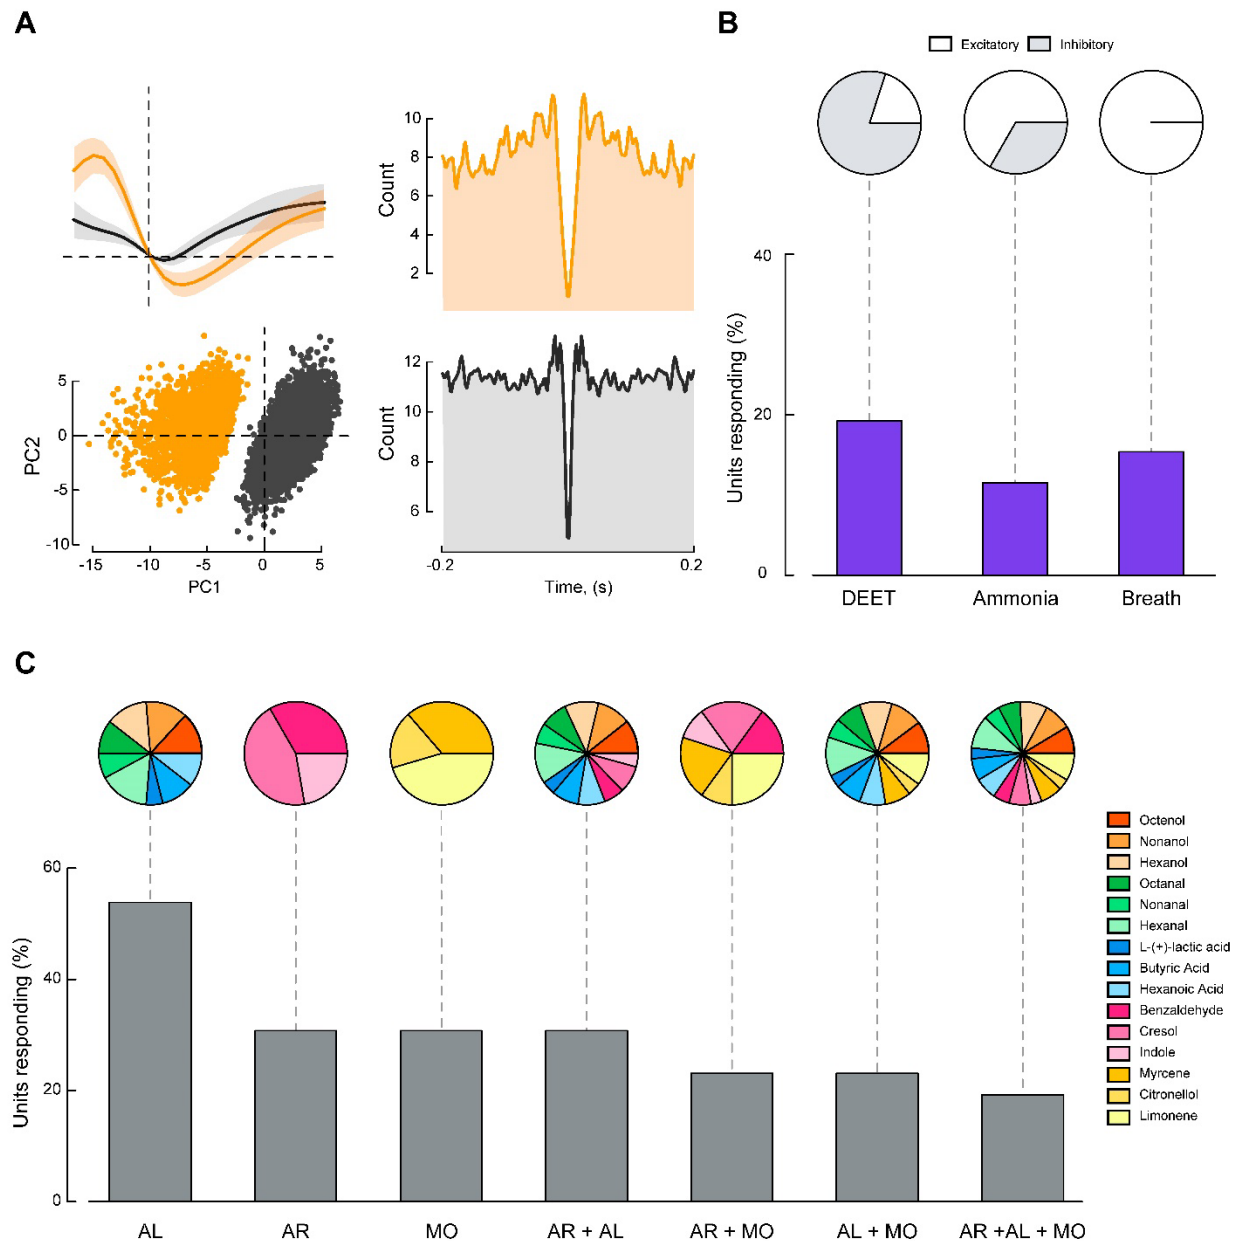 A
B
Excitatory
Inhibitory
10
8
6
4
2
Count
40
20
0
Units responding (%)
DEET
Ammonia
Breath
5
0
-5
-10
PC2
-15
-10
-5
0
5
PC1
12
10
8
6
Count
-0.2
0.2
Time, (s)
C
60
40
20
0
Units responding (%)
AL
AR
MO
AR + AL
AR + MO
AL + MO
AR +AL + MO
Octenol
Nonanol
Hexanol
Octanal
Nonanal
Hexanal
L-(+)-lactic acid
Butyric Acid
Hexanoic Acid
Benzaldehyde
Cresol
Indole
Myrcene
Citronellol
Limonene